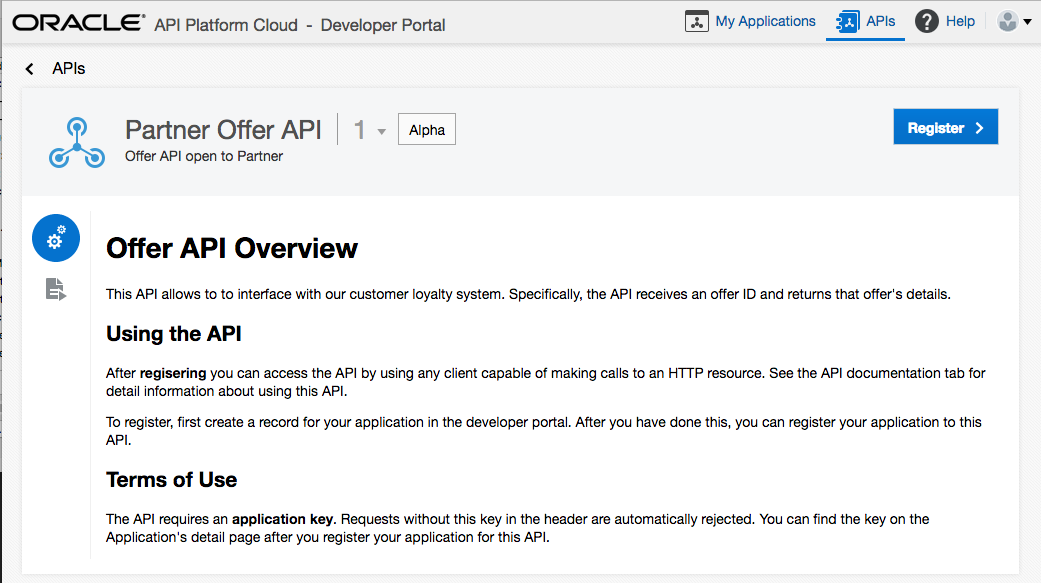 ORACLE® API Platform Cloud - Developer Portal My Applications APIs ? Help
APIs
Partner Offer API 1 Alpha Register
Offer API open to Partner
Offer API Overview
This API allows to to interface with our customer loyalty system. Specifically, the API receives an offer ID and returns that offer's details.
Using the API
After regisering you can access the API by using any client capable of making calls to an HTTP resource. See the API documentation tab for
detail information about using this API.
To register, first create a record for your application in the developer portal. After you have done this, you can register your application to this
API.
Terms of Use
The API requires an application key. Requests without this key in the header are automatically rejected. You can find the key on the
Application's detail page after you register your application for this API.